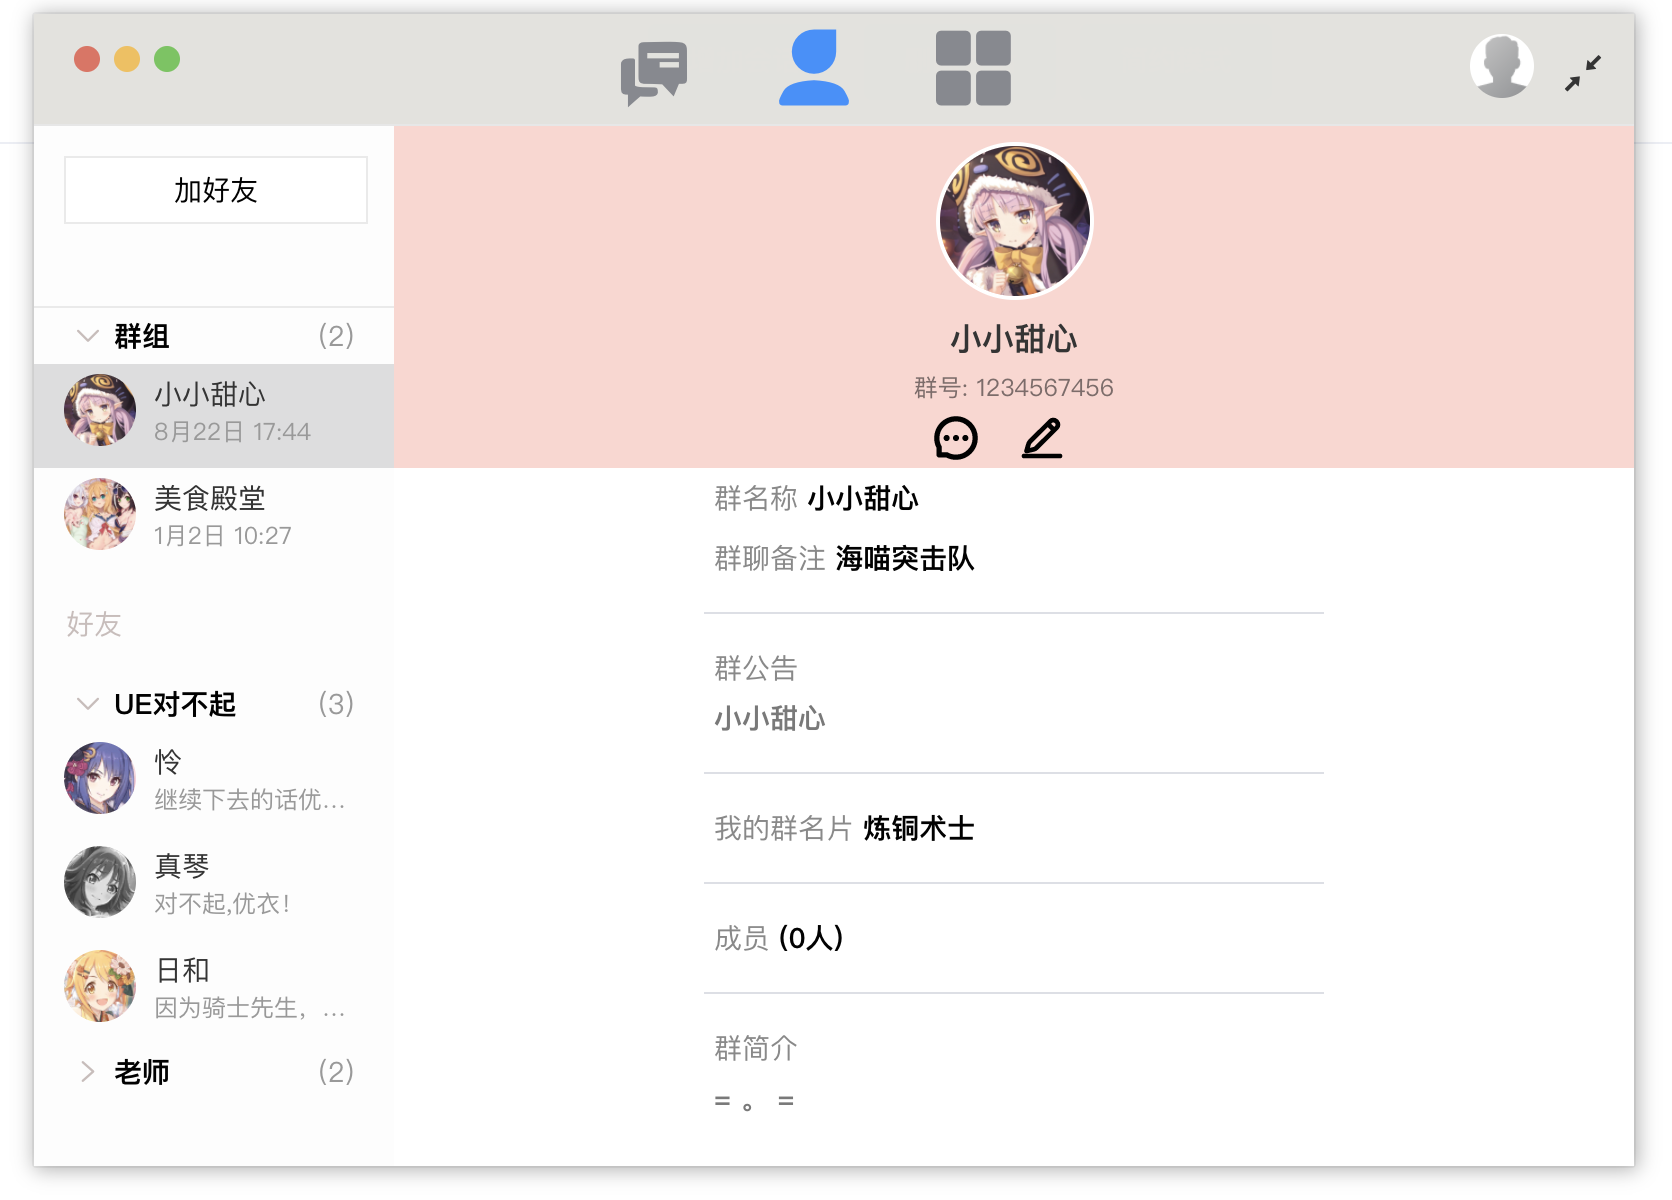 加好友
群组 (2)
小小甜心
8月22日 17:44
美食殿堂
1月2日 10:27
好友
UE对不起 (3)
怜
继续下去的话优...
真琴
对不起,优衣！
日和
因为骑士先生，...
老师 (2)
小小甜心
群号: 1234567456
群名称 小小甜心
群聊备注 海喵突击队
群公告
小小甜心
我的群名片 炼铜术士
成员 (0人)
群简介
= 。 =